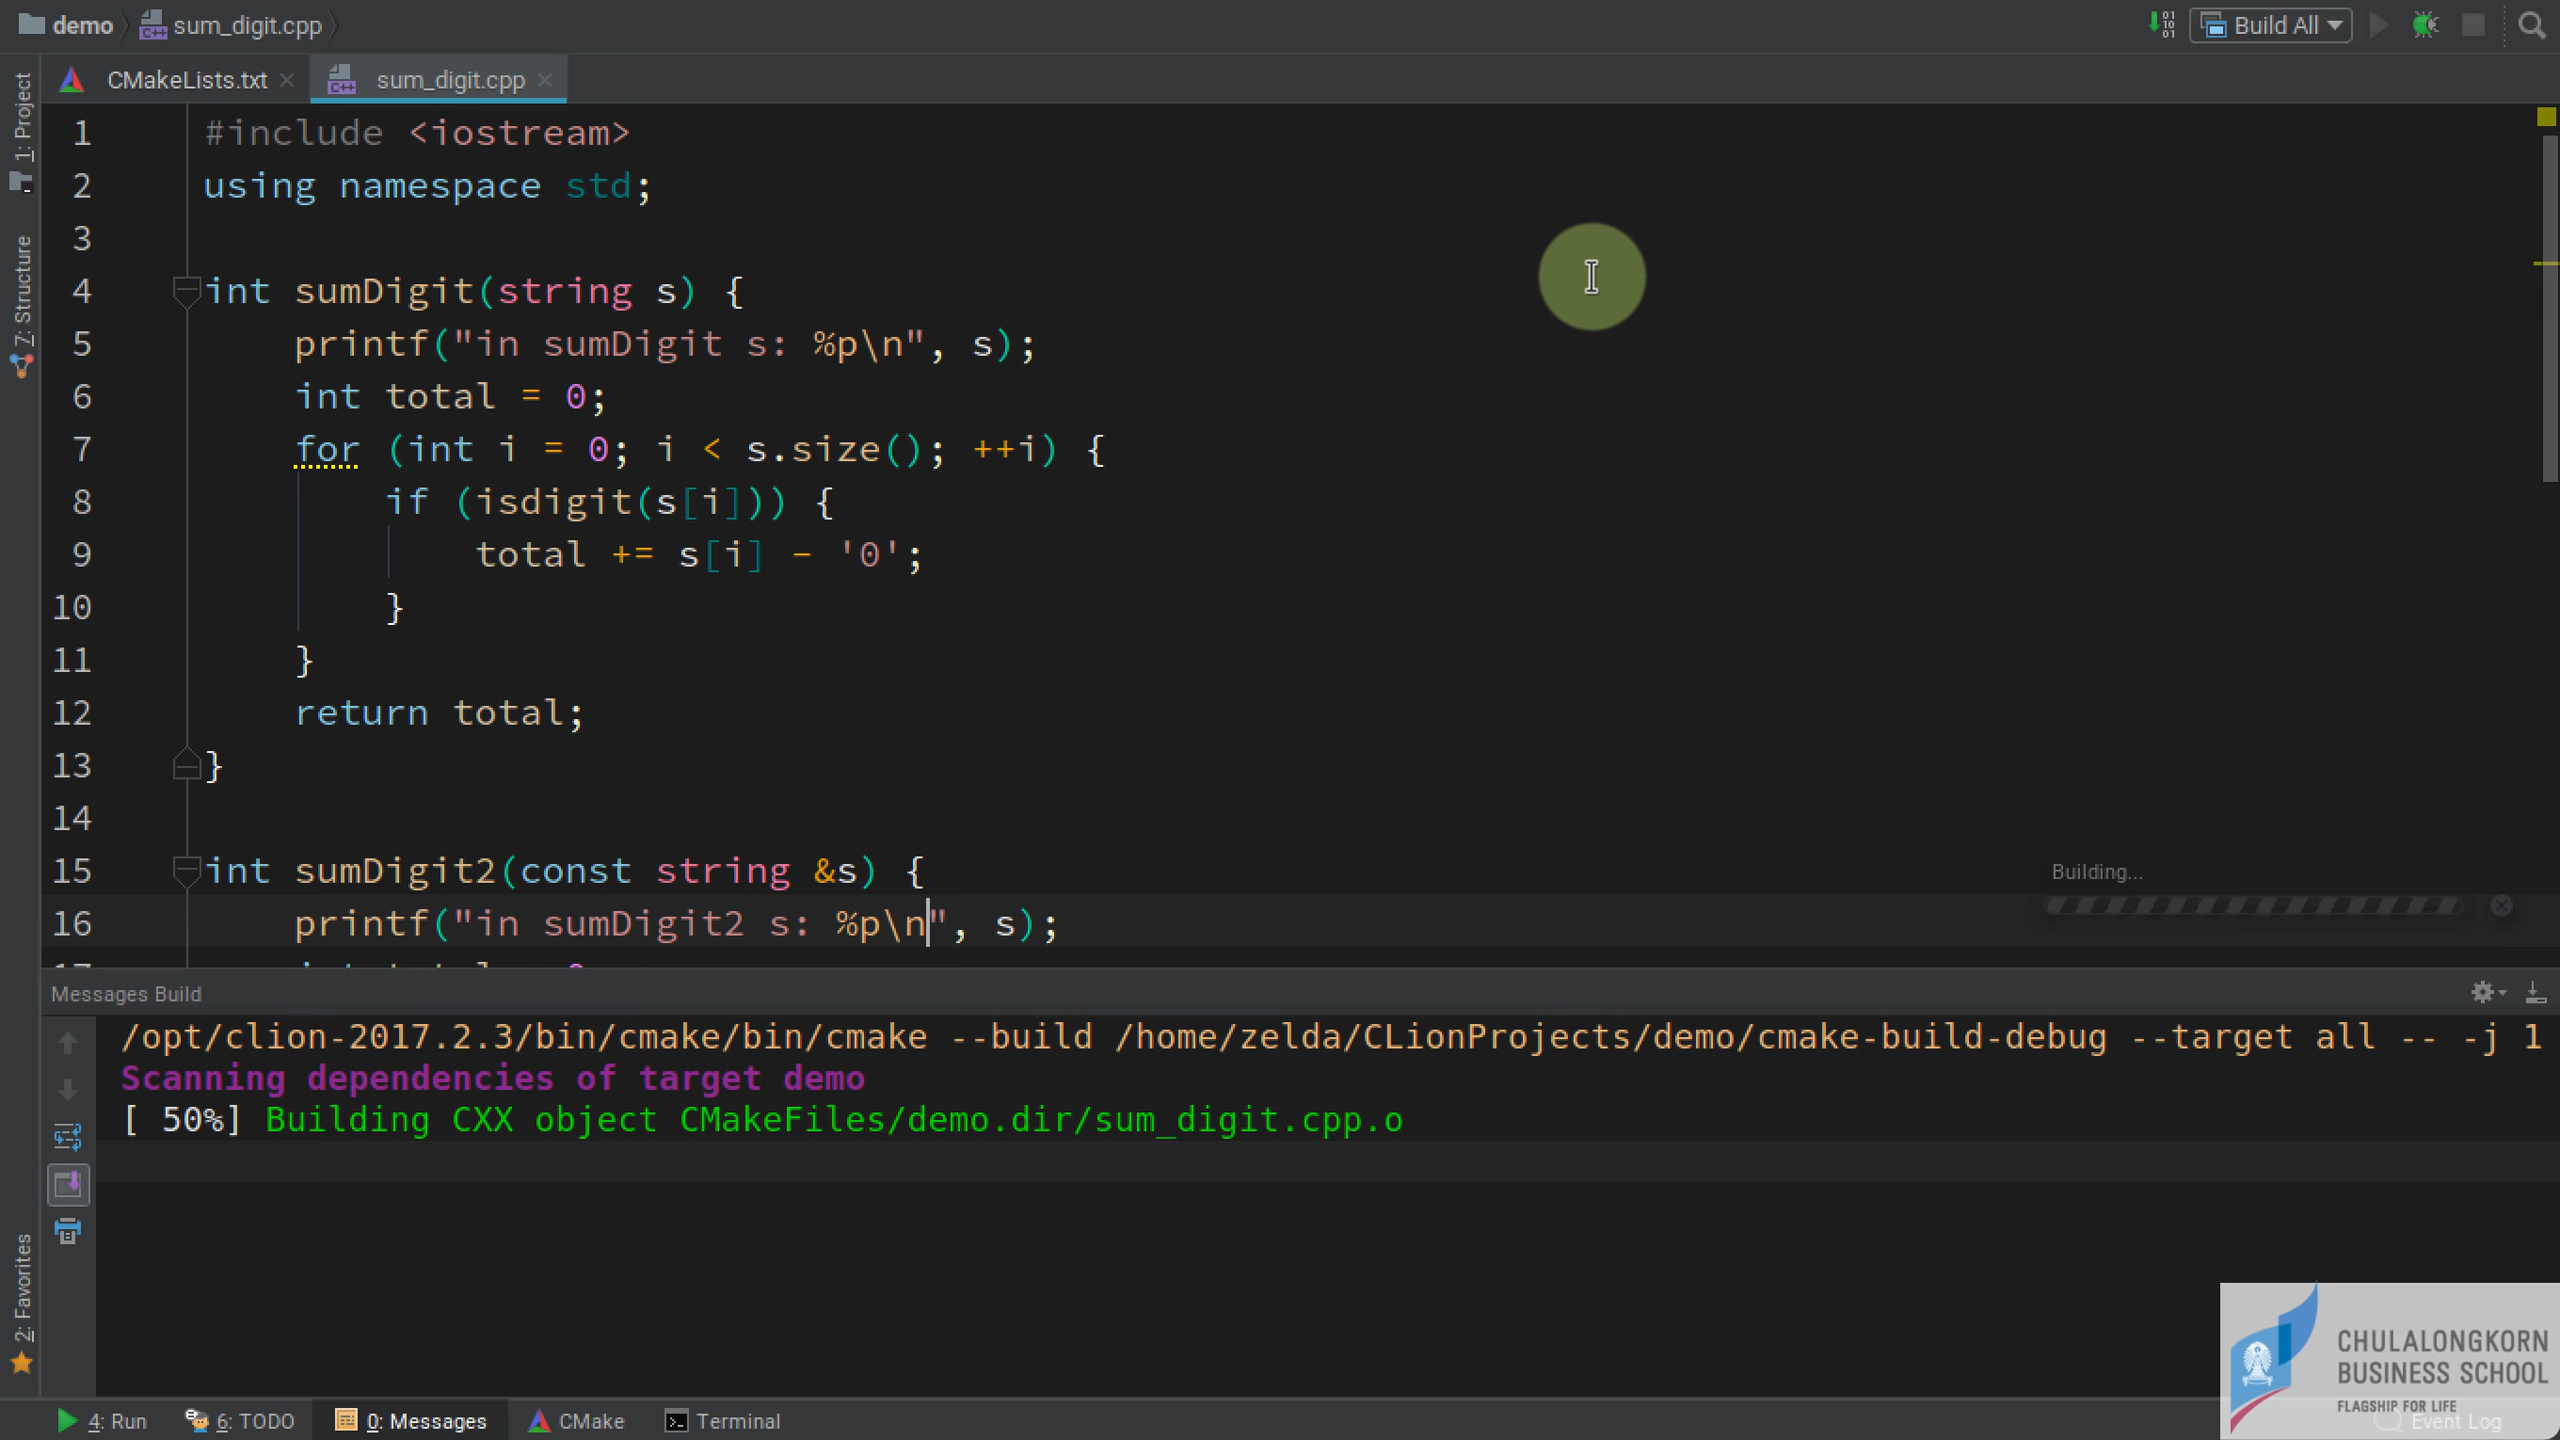 demo sum_digit.cpp Build All
CMakeLists.txt sum_digit.cpp
1: Project
7: Structure
2: Favorites
1 #include <iostream>
2 using namespace std;
3
4 int sumDigit(string s) {
5 printf("in sumDigit s: %p\n", s);
6 int total = 0;
7 for (int i = 0; i < s.size(); ++i) {
8 if (isdigit(s[i])) {
9 total += s[i] - '0';
10 }
11 }
12 return total;
13 }
14
15 int sumDigit2(const string &s) {
16 printf("in sumDigit2 s: %p\n", s);
Building...
Messages Build
/opt/clion-2017.2.3/bin/cmake/bin/cmake --build /home/zelda/CLionProjects/demo/cmake-build-debug --target all -- -j 1
Scanning dependencies of target demo
[ 50%] Building CXX object CMakeFiles/demo.dir/sum_digit.cpp.o
CHULALONGKORN
BUSINESS SCHOOL
FLAGSHIP FOR LIFE
4: Run 6: TODO 0: Messages CMake Terminal Event Log